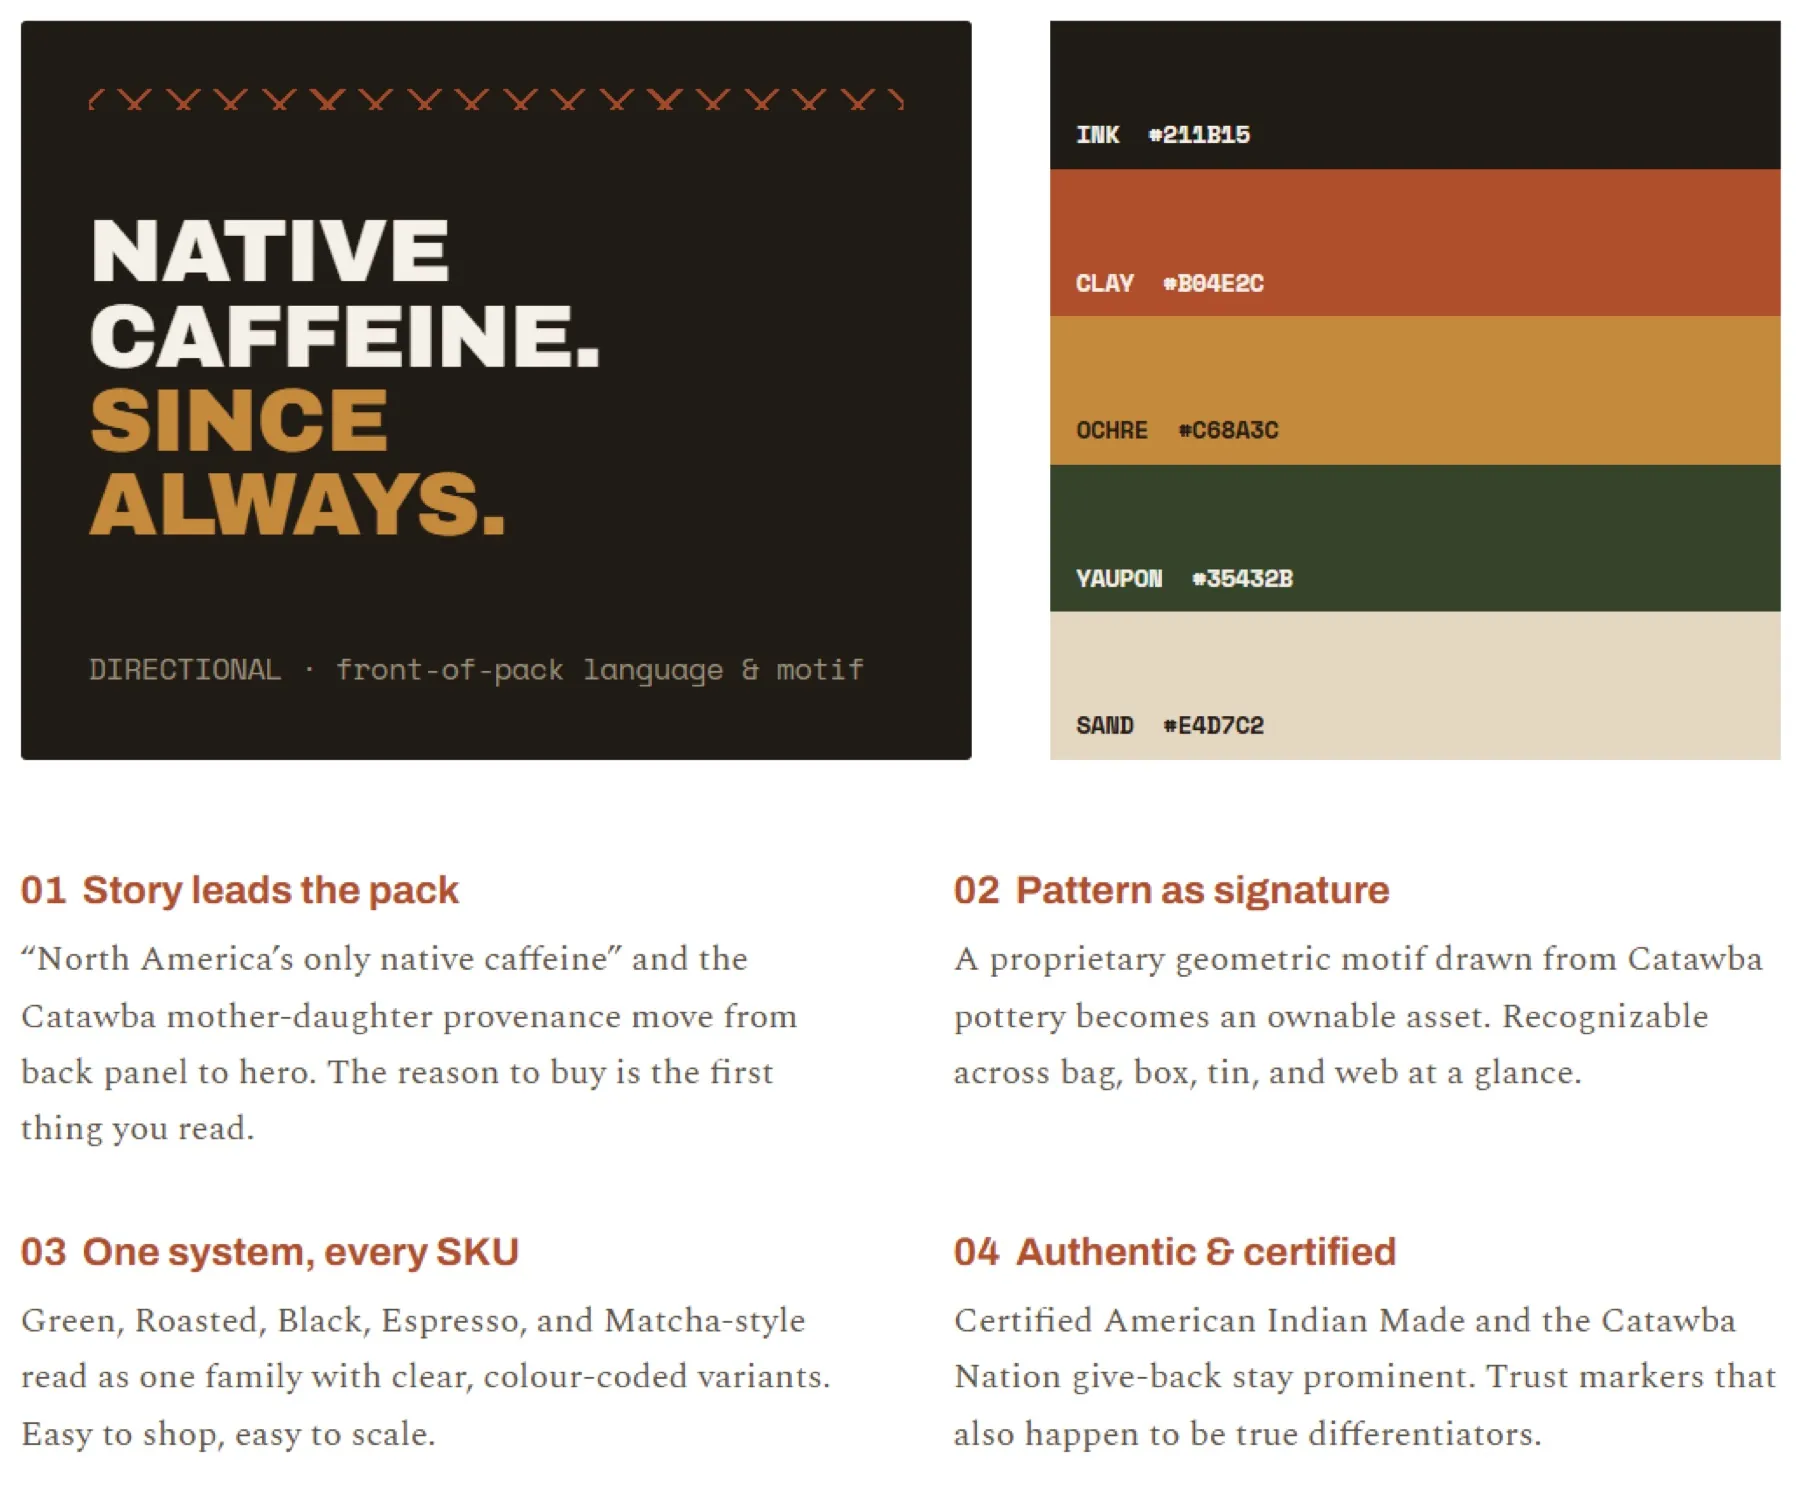 NATIVE
CAFFEINE.
SINCE
ALWAYS.
DIRECTIONAL · front-of-pack language & motif
INK #211B15
CLAY #B04E2C
OCHRE #C68A3C
YAUPON #35432B
SAND #E4D7C2
01 Story leads the pack
“North America’s only native caffeine” and the
Catawba mother-daughter provenance move from
back panel to hero. The reason to buy is the first
thing you read.
02 Pattern as signature
A proprietary geometric motif drawn from Catawba
pottery becomes an ownable asset. Recognizable
across bag, box, tin, and web at a glance.
03 One system, every SKU
Green, Roasted, Black, Espresso, and Matcha-style
read as one family with clear, colour-coded variants.
Easy to shop, easy to scale.
04 Authentic & certified
Certified American Indian Made and the Catawba
Nation give-back stay prominent. Trust markers that
also happen to be true differentiators.